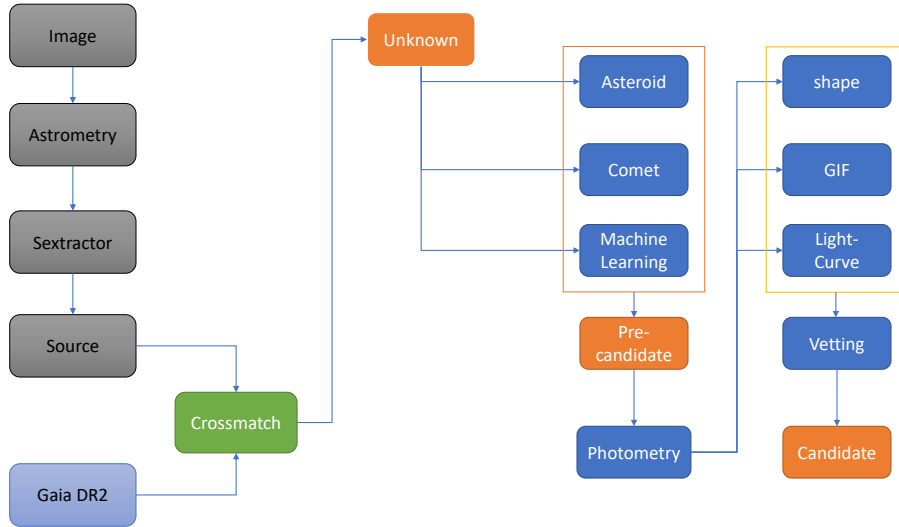 Image
Astrometry
Sextractor
Source
Gaia DR2
Crossmatch
Unknown
Asteroid
Comet
Machine
Learning
Pre-
candidate
Photometry
shape
GIF
Light-
Curve
Vetting
Candidate